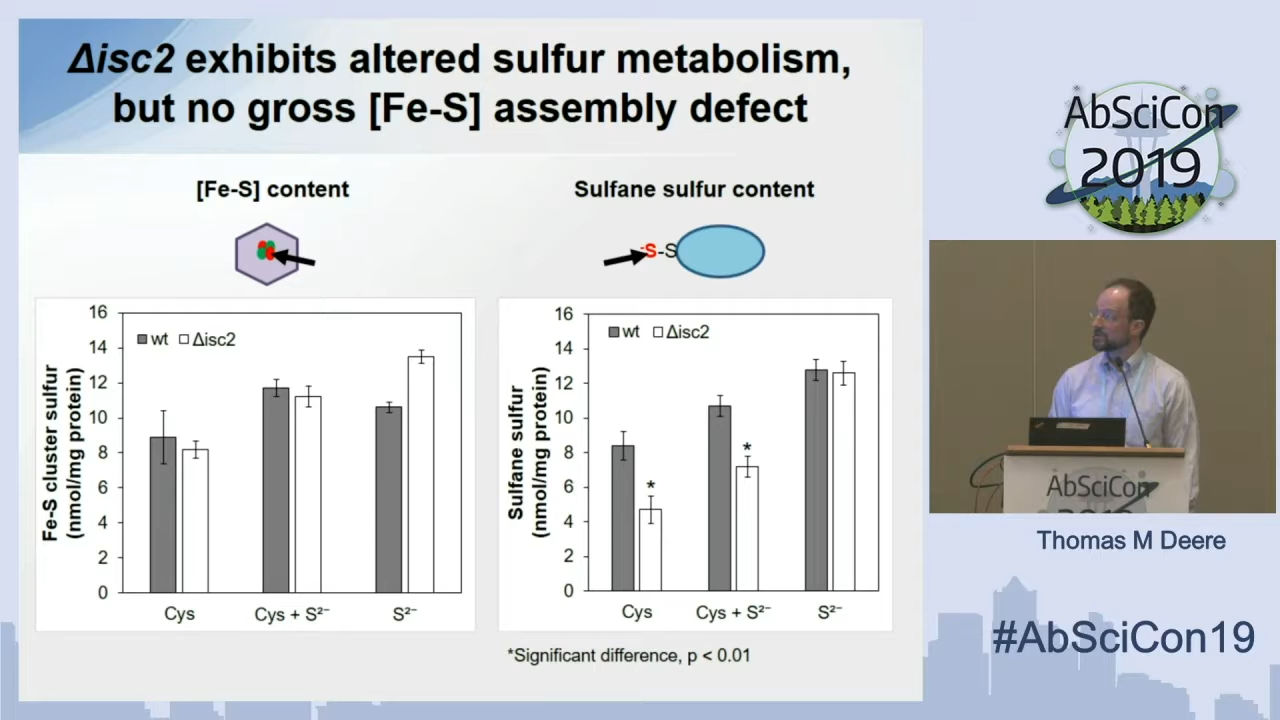 Δisc2 exhibits altered sulfur metabolism,
but no gross [Fe-S] assembly defect
[Fe-S] content
Sulfane sulfur content
-S-S
Fe-S cluster sulfur
(nmol/mg protein)
16
14
12
10
8
6
4
2
0
wt Δisc2
Cys
Cys + S²⁻
S²⁻
Sulfane sulfur
(nmol/mg protein)
16
14
12
10
8
6
4
2
0
wt Δisc2
*
*
Cys
Cys + S²⁻
S²⁻
*Significant difference, p < 0.01
AbSciCon
2019
AbSciCon
Thomas M Deere
#AbSciCon19